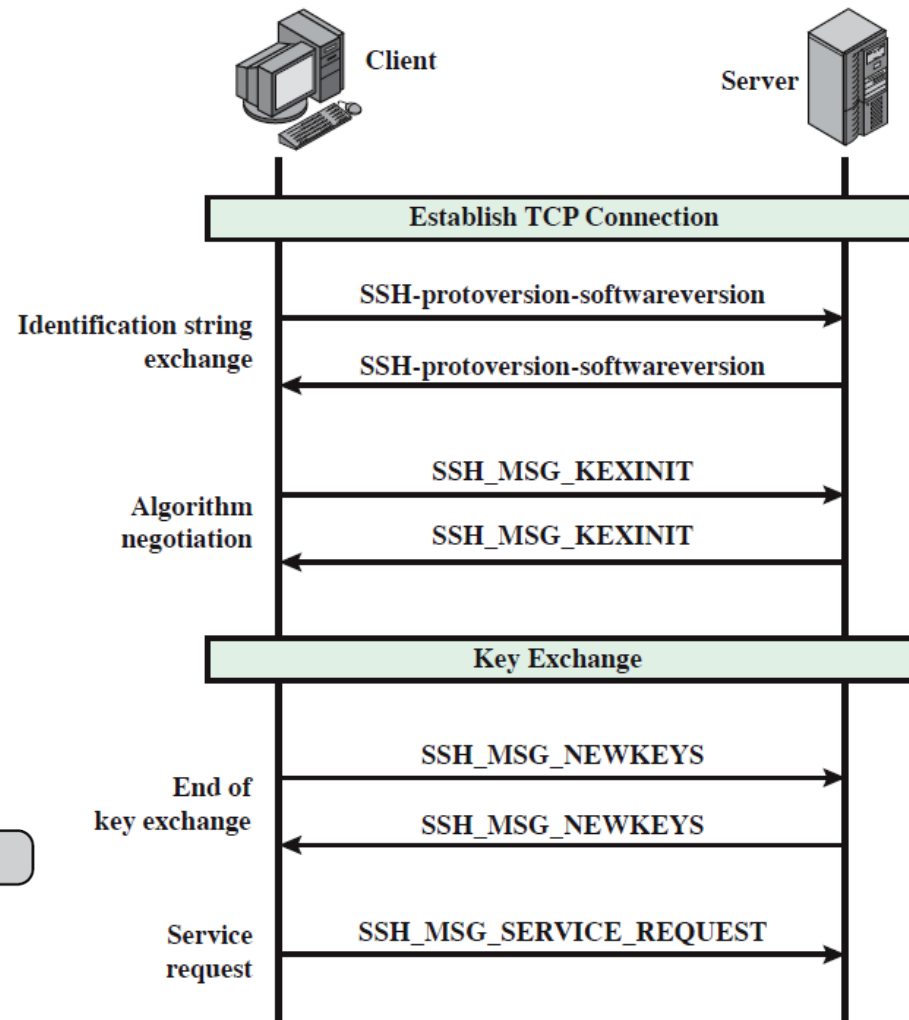 Client
Server
Establish TCP Connection
SSH-protoversion-softwareversion
Identification string
exchange
SSH-protoversion-softwareversion
SSH_MSG_KEXINIT
Algorithm
negotiation
SSH_MSG_KEXINIT
Key Exchange
SSH_MSG_NEWKEYS
End of
key exchange
SSH_MSG_NEWKEYS
SSH_MSG_SERVICE_REQUEST
Service
request